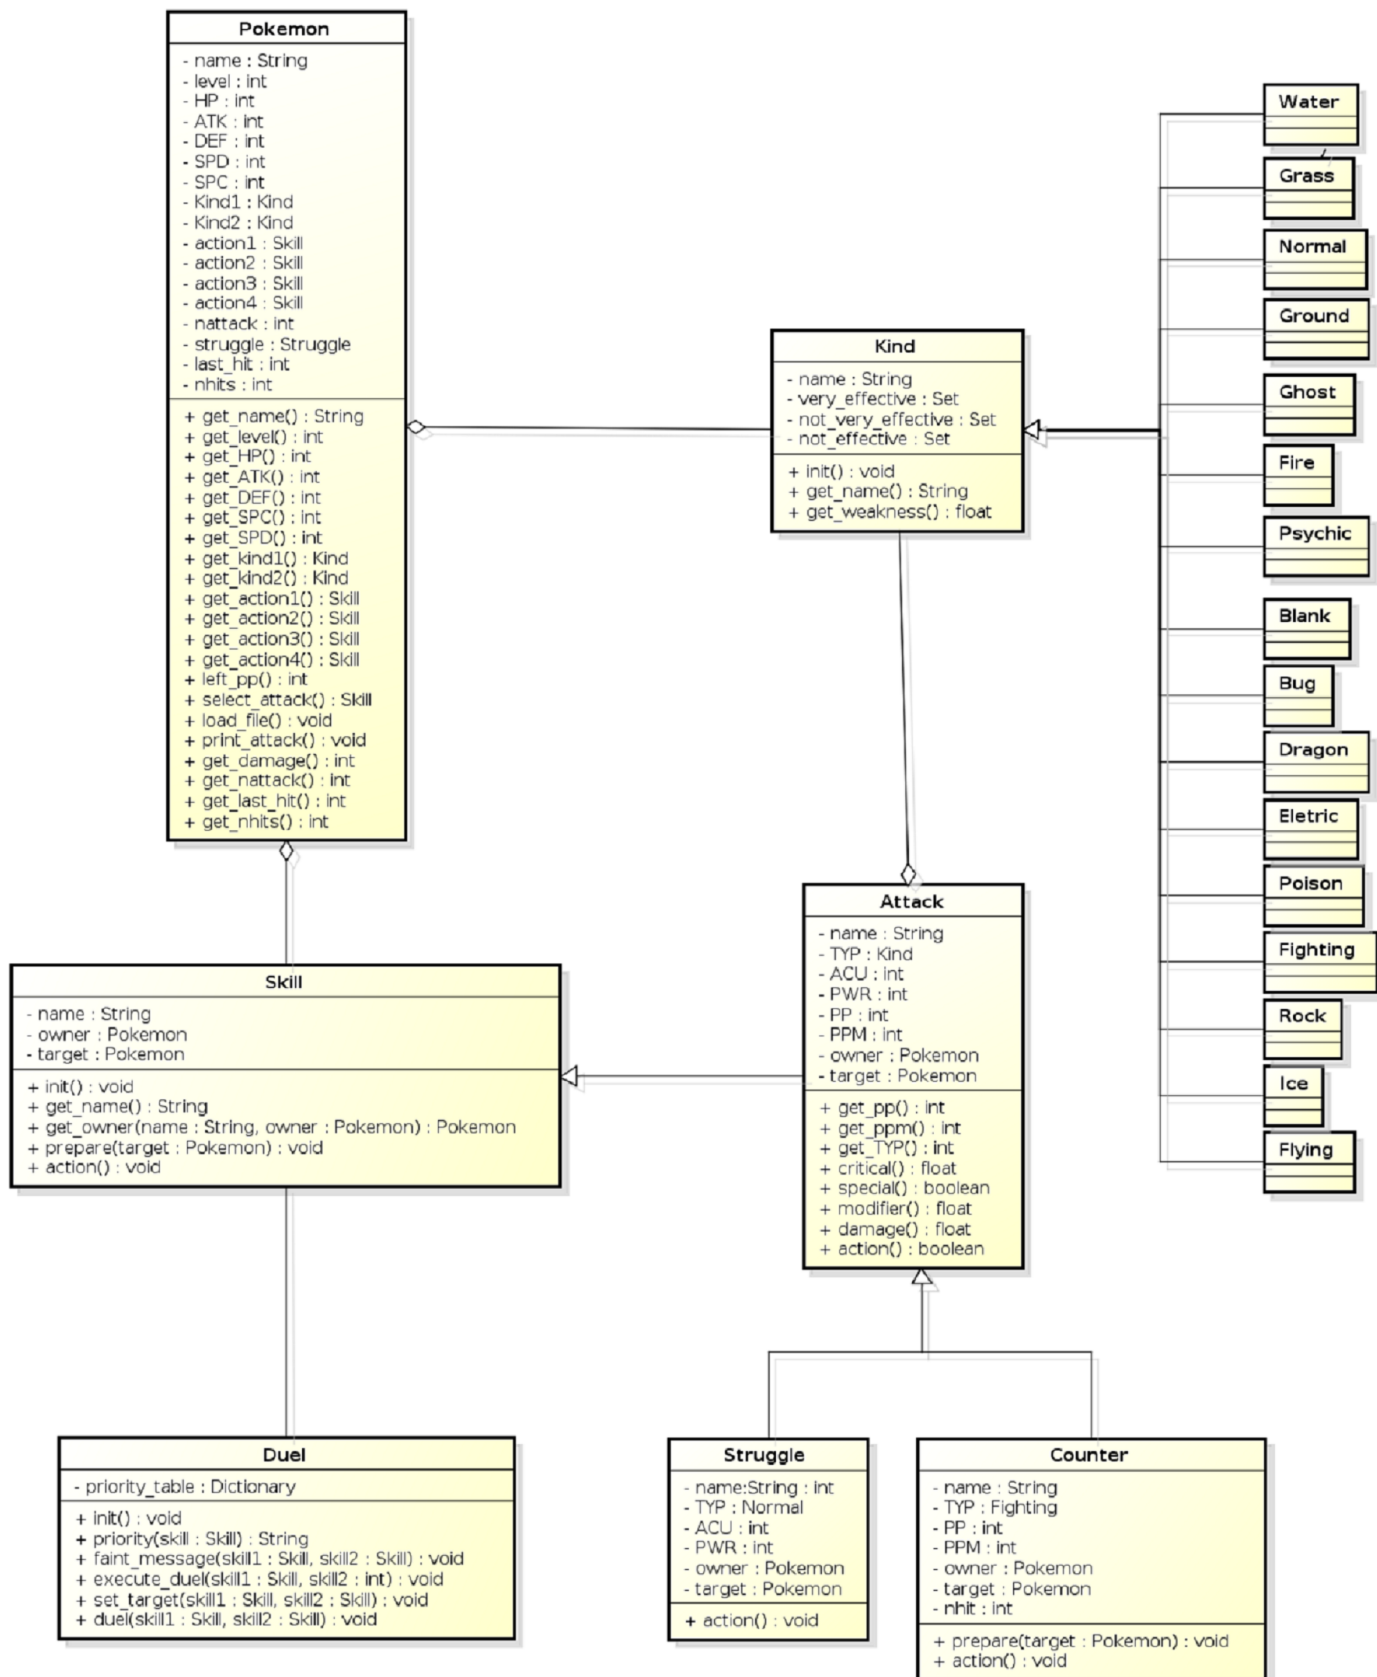 Pokemon
- name : String
- level : int
- HP : int
- ATK : int
- DEF : int
- SPD : int
- SPC : int
- Kind1 : Kind
- Kind2 : Kind
- action1 : Skill
- action2 : Skill
- action3 : Skill
- action4 : Skill
- nattack : int
- struggle : Struggle
- last_hit : int
- nhits : int
+ get_name() : String
+ get_level() : int
+ get_HP() : int
+ get_ATK() : int
+ get_DEF() : int
+ get_SPC() : int
+ get_SPD() : int
+ get_kind1() : Kind
+ get_kind2() : Kind
+ get_action1() : Skill
+ get_action2() : Skill
+ get_action3() : Skill
+ get_action4() : Skill
+ left_pp() : int
+ select_attack() : Skill
+ load_file() : void
+ print_attack() : void
+ get_damage() : int
+ get_nattack() : int
+ get_last_hit() : int
+ get_nhits() : int
Kind
- name : String
- very_effective : Set
- not_very_effective : Set
- not_effective : Set
+ init() : void
+ get_name() : String
+ get_weakness() : float
Water
Grass
Normal
Ground
Ghost
Fire
Psychic
Blank
Bug
Dragon
Eletric
Poison
Fighting
Rock
Ice
Flying
Skill
- name : String
- owner : Pokemon
- target : Pokemon
+ init() : void
+ get_name() : String
+ get_owner(name : String, owner : Pokemon) : Pokemon
+ prepare(target : Pokemon) : void
+ action() : void
Attack
- name : String
- TYP : Kind
- ACU : int
- PWR : int
- PP : int
- PPM : int
- owner : Pokemon
- target : Pokemon
+ get_pp() : int
+ get_ppm() : int
+ get_TYP() : int
+ critical() : float
+ special() : boolean
+ modifier() : float
+ damage() : float
+ action() : boolean
Duel
- priority_table : Dictionary
+ init() : void
+ priority(skill : Skill) : String
+ faint_message(skill1 : Skill, skill2 : Skill) : void
+ execute_duel(skill1 : Skill, skill2 : int) : void
+ set_target(skill1 : Skill, skill2 : Skill) : void
+ duel(skill1 : Skill, skill2 : Skill) : void
Struggle
- name:String : int
- TYP : Normal
- ACU : int
- PWR : int
- owner : Pokemon
- target : Pokemon
+ action() : void
Counter
- name : String
- TYP : Fighting
- PP : int
- PPM : int
- owner : Pokemon
- target : Pokemon
- nhit : int
+ prepare(target : Pokemon) : void
+ action() : void